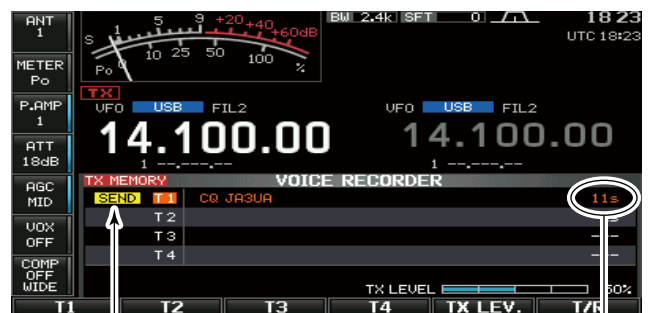 ANT 1
BW 2.4k SFT 0
18 23
UTC 18:23
S 1 5 9 +20 +40 +60dB
Po 10 25 50 100 %
METER Po
TX
P.AMP 1
VFO USB FIL2
VFO USB FIL2
14.100.00
14.100.00
ATT 18dB
1 --.---.--
1 --.---.--
AGC MID
TX MEMORY
VOICE RECORDER
SEND T1 CQ JA3UA 11s
T2
T3
T4
VOX OFF
COMP OFF WIDE
TX LEVEL 50%
T1 T2 T3 T4 TX LEV. T/R